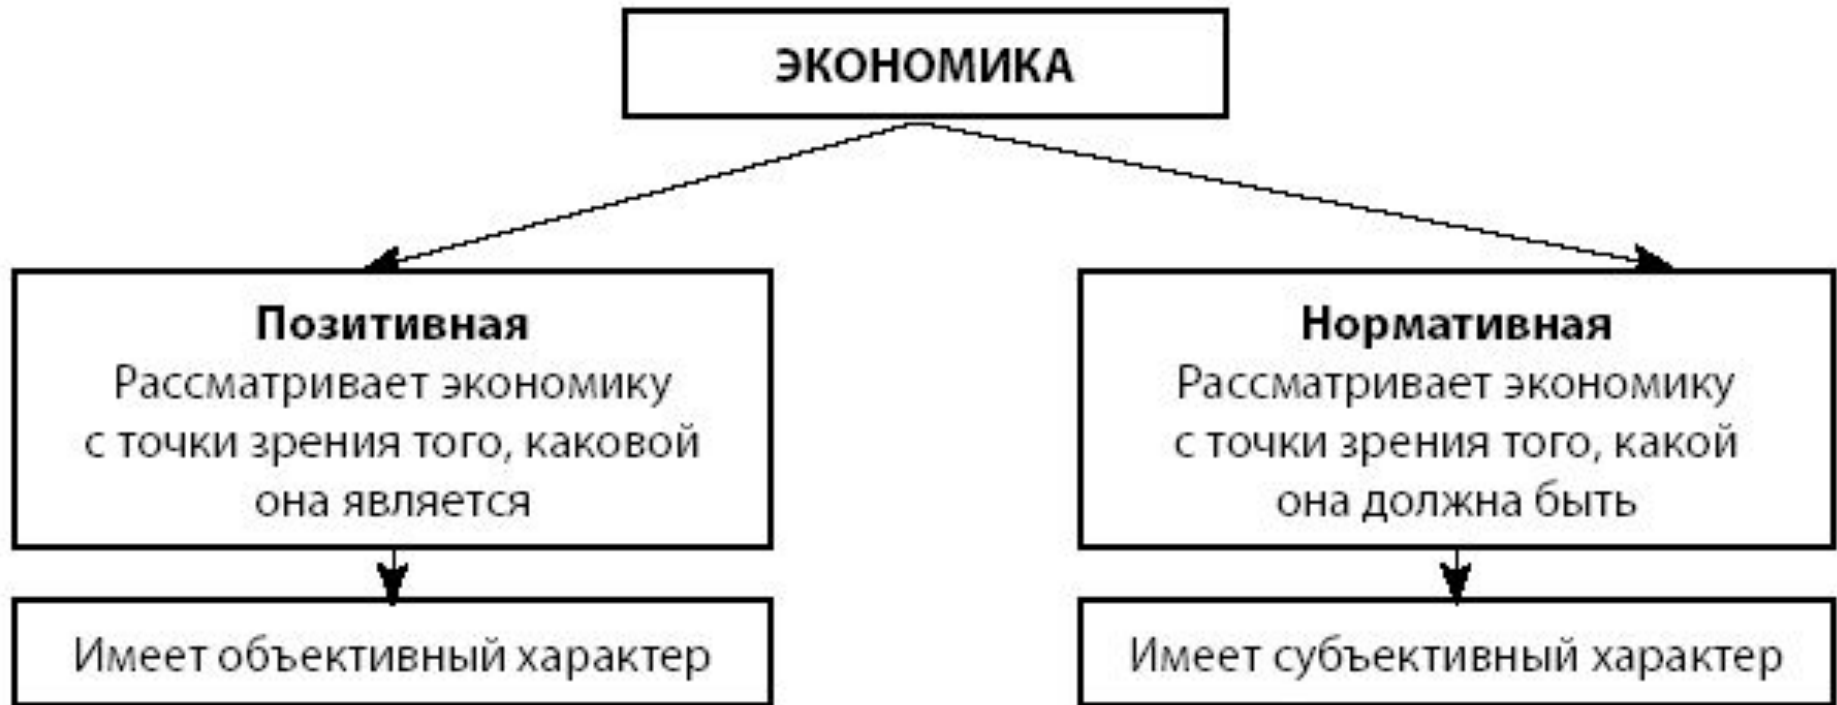 ЭКОНОМИКА
Позитивная
Рассматривает экономику
с точки зрения того, каковой
она является
Имеет объективный характер
Нормативная
Рассматривает экономику
с точки зрения того, какой
она должна быть
Имеет субъективный характер